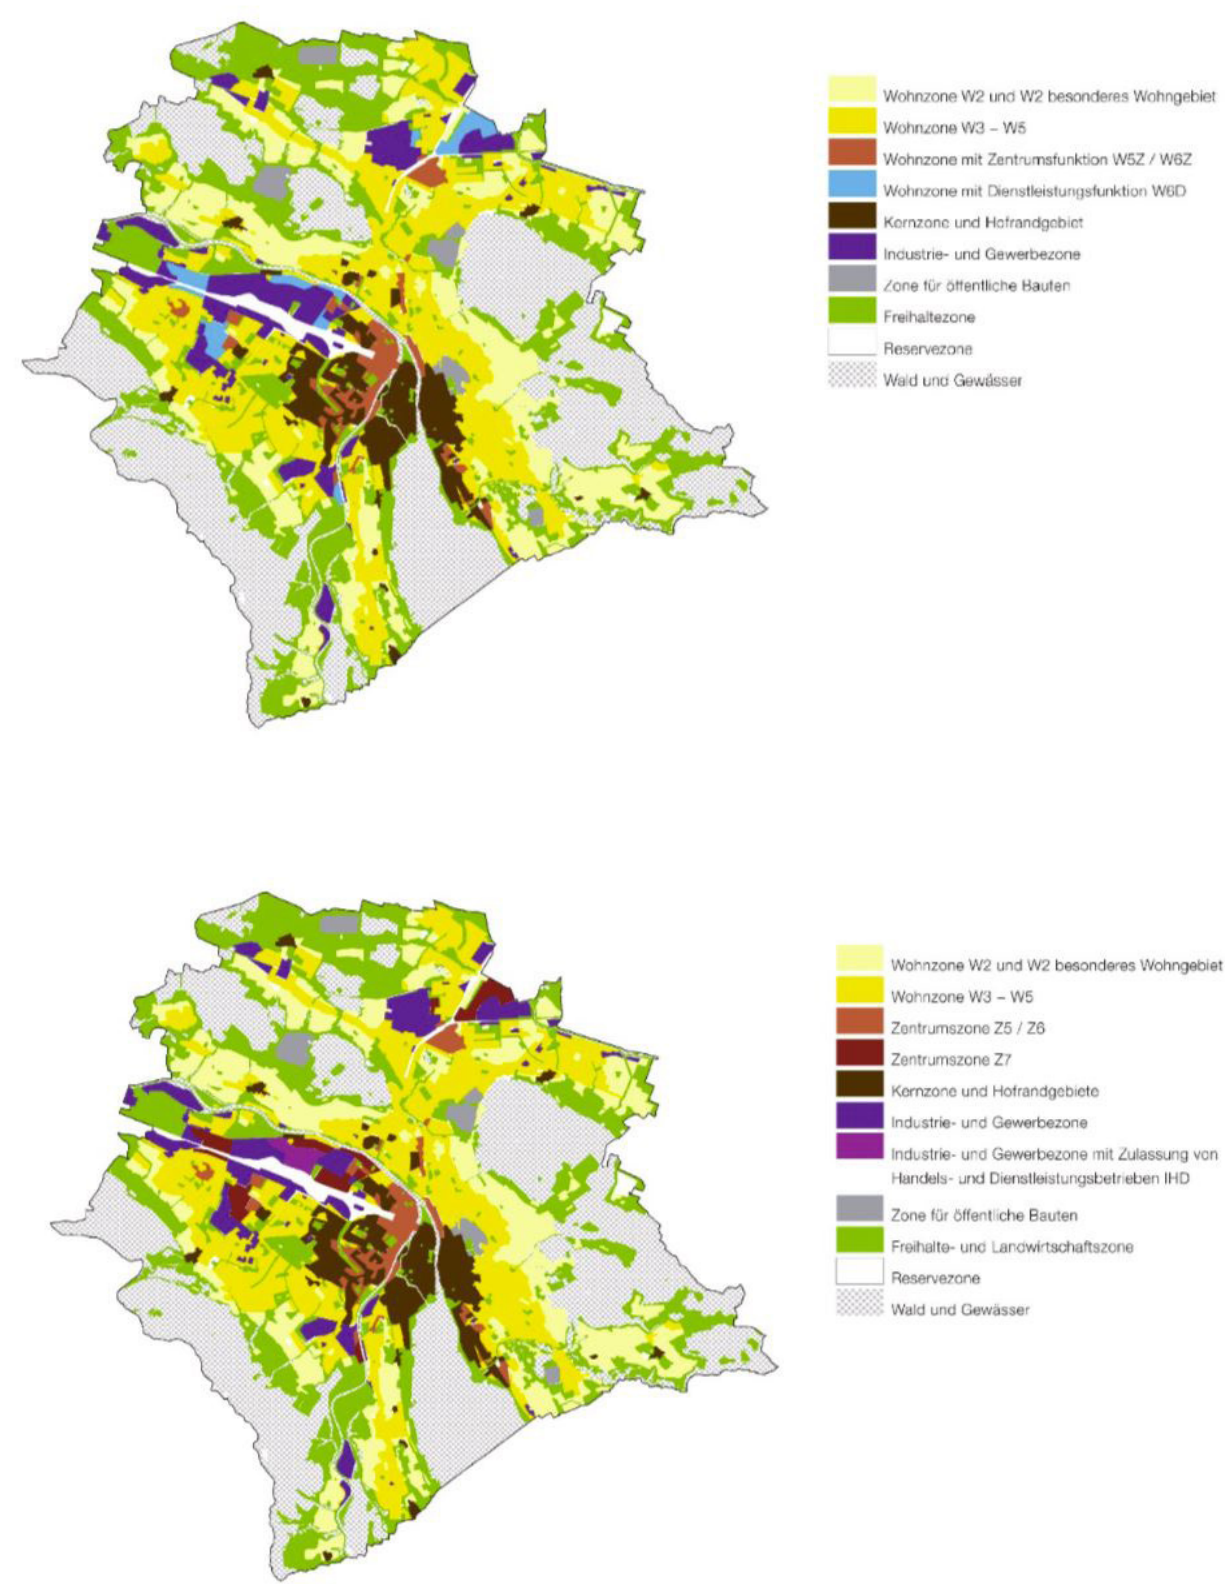 Wohnzone W2 und W2 besonderes Wohngebiet
Wohnzone W3 – W5
Wohnzone mit Zentrumsfunktion W5Z / W6Z
Wohnzone mit Dienstleistungsfunktion W6D
Kernzone und Hofrandgebiet
Industrie- und Gewerbezone
Zone für öffentliche Bauten
Freihaltezone
Reservezone
Wald und Gewässer
Wohnzone W2 und W2 besonderes Wohngebiet
Wohnzone W3 – W5
Zentrumszone Z5 / Z6
Zentrumszone Z7
Kernzone und Hofrandgebiete
Industrie- und Gewerbezone
Industrie- und Gewerbezone mit Zulassung von
Handels- und Dienstleistungsbetrieben IHD
Zone für öffentliche Bauten
Freihalte- und Landwirtschaftszone
Reservezone
Wald und Gewässer